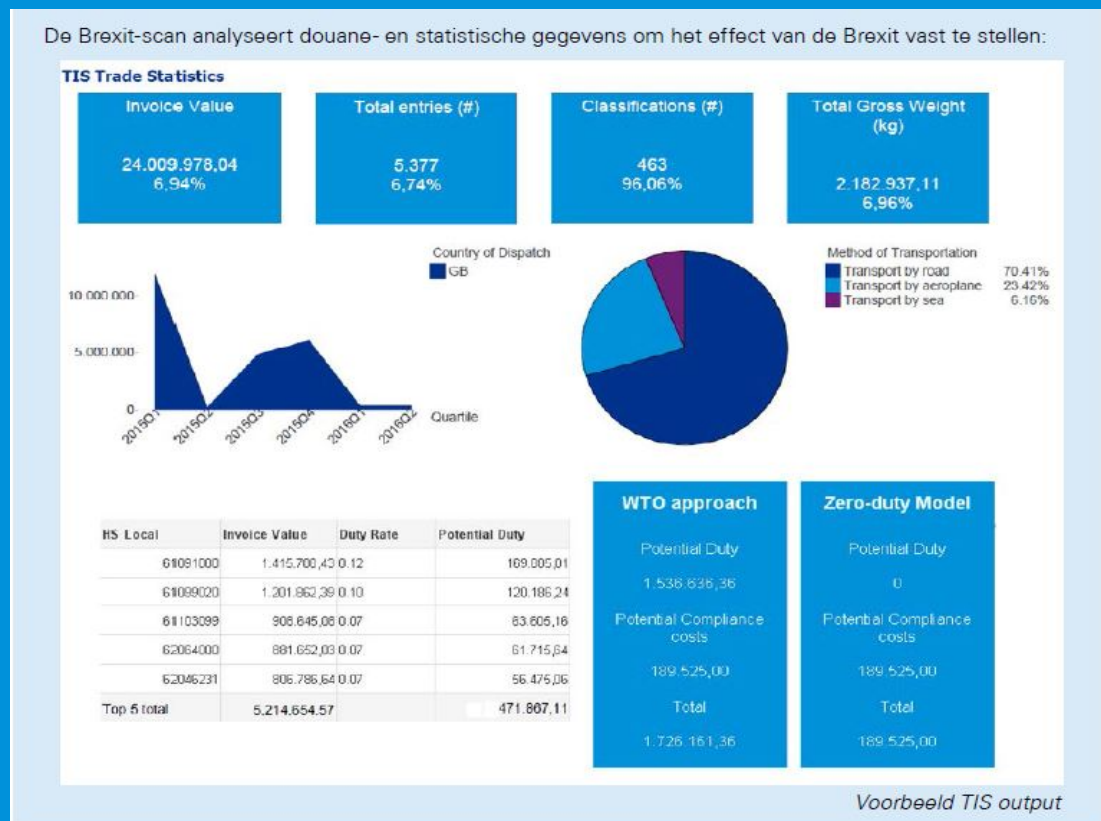 De Brexit-scan analyseert douane- en statistische gegevens om het effect van de Brexit vast te stellen:
TIS Trade Statistics
Invoice Value
24.009.978,04
6,94%
Total entries (#)
5.377
6,74%
Classifications (#)
463
96,06%
Total Gross Weight
(kg)
2.182.937,11
6,96%
10.000.000-
5.000.000-
0-
2015Q1
2015Q2
2015Q3
2015Q4
2016Q1
2016Q2
Quartile
Country of Dispatch
GB
Method of Transportation
Transport by road 70.41%
Transport by aeroplane 23.42%
Transport by sea 6.16%
HS Local Invoice Value Duty Rate Potential Duty
61091000 1.415.700,43 0.12 169.005,01
61099020 1.201.862,39 0.10 120.186,24
61103099 908.645,08 0.07 63.605,16
62064000 881.652,03 0.07 61.715,64
62046231 806.786,64 0.07 56.475,06
Top 5 total 5.214.654.57 471.867,11
WTO approach
Potential Duty
1.536.636,36
Potential Compliance
costs
189.525,00
Total
1.726.161,36
Zero-duty Model
Potential Duty
0
Potential Compliance
costs
189.525,00
Total
189.525,00
Voorbeeld TIS output